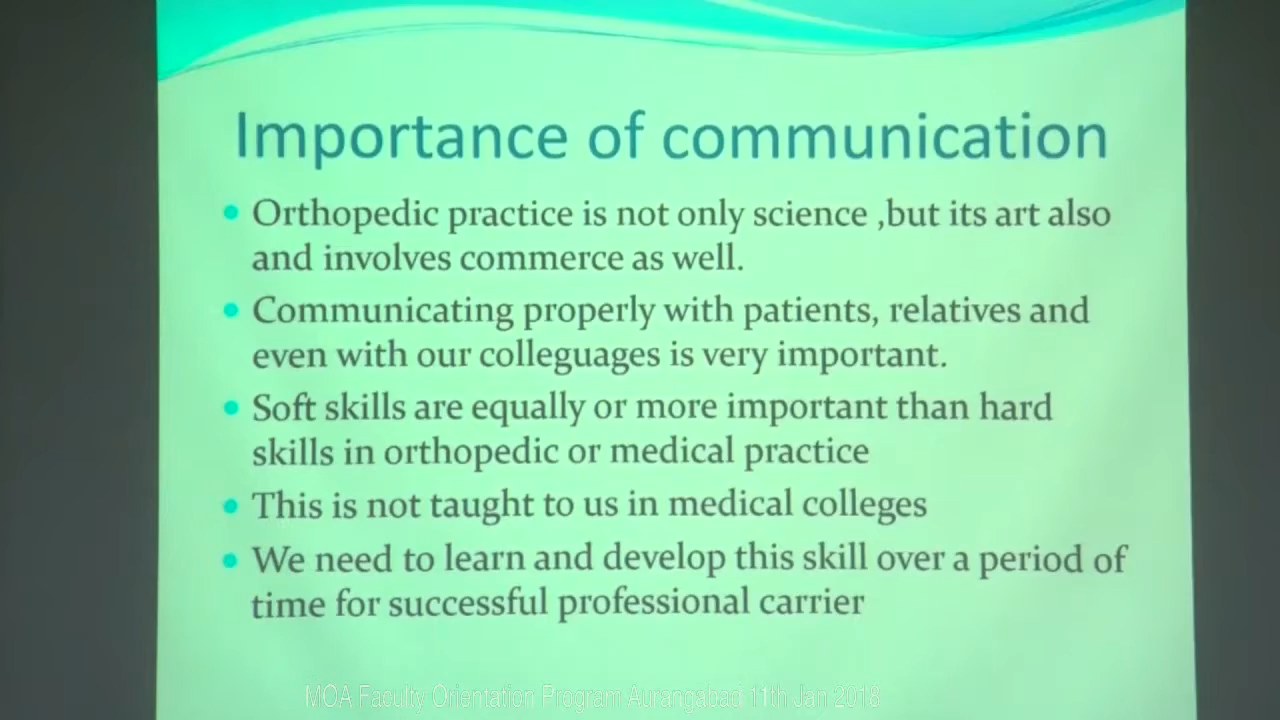 Importance of communication
• Orthopedic practice is not only science ,but its art also
and involves commerce as well.
• Communicating properly with patients, relatives and
even with our colleguages is very important.
• Soft skills are equally or more important than hard
skills in orthopedic or medical practice
• This is not taught to us in medical colleges
• We need to learn and develop this skill over a period of
time for successful professional carrier
MOA Faculty Orientation Program Aurangabad 11th Jan 2018